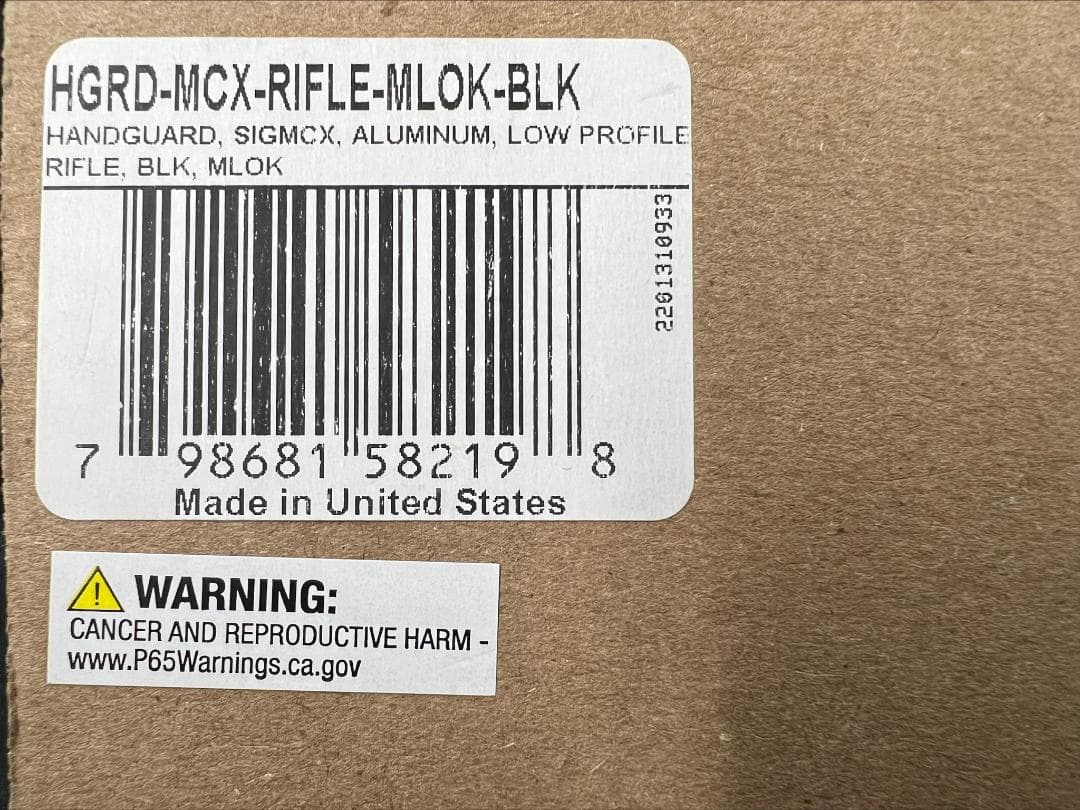 HGRD-MCX-RIFLE-MLOK-BLK
HANDGUARD, SIGMCX, ALUMINUM, LOW PROFILE
RIFLE, BLK, MLOK
2201310933
7 98681 58219 8
Made in United States
WARNING:
CANCER AND REPRODUCTIVE HARM -
www.P65Warnings.ca.gov